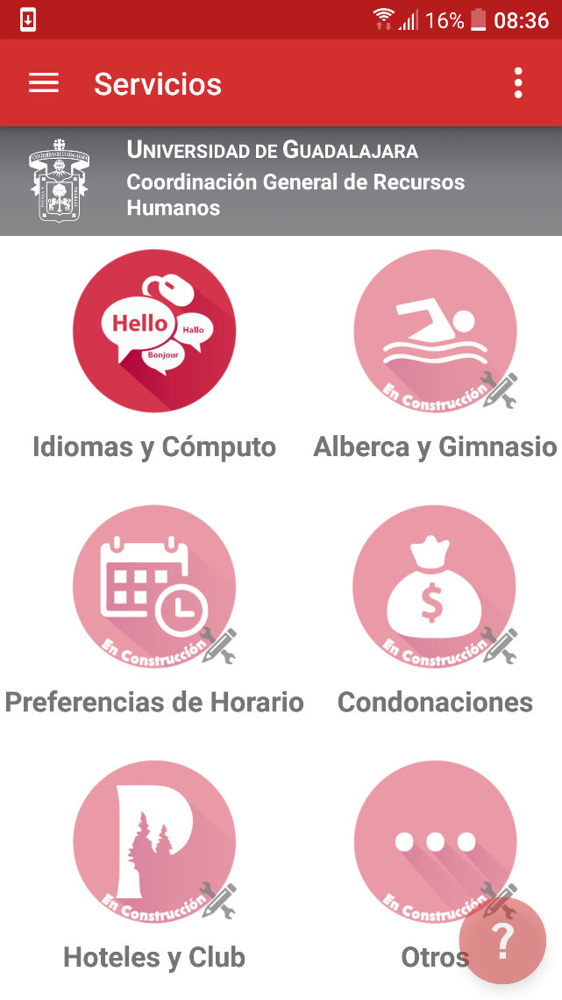 16% 08:36
Servicios
UNIVERSIDAD DE GUADALAJARA
Coordinación General de Recursos
Humanos
Hello
Hallo
Bonjour
En Construcción
Idiomas y Cómputo
Alberca y Gimnasio
En Construcción
$
En Construcción
Preferencias de Horario
Condonaciones
P
En Construcción
En Construcción
?
Hoteles y Club
Otros